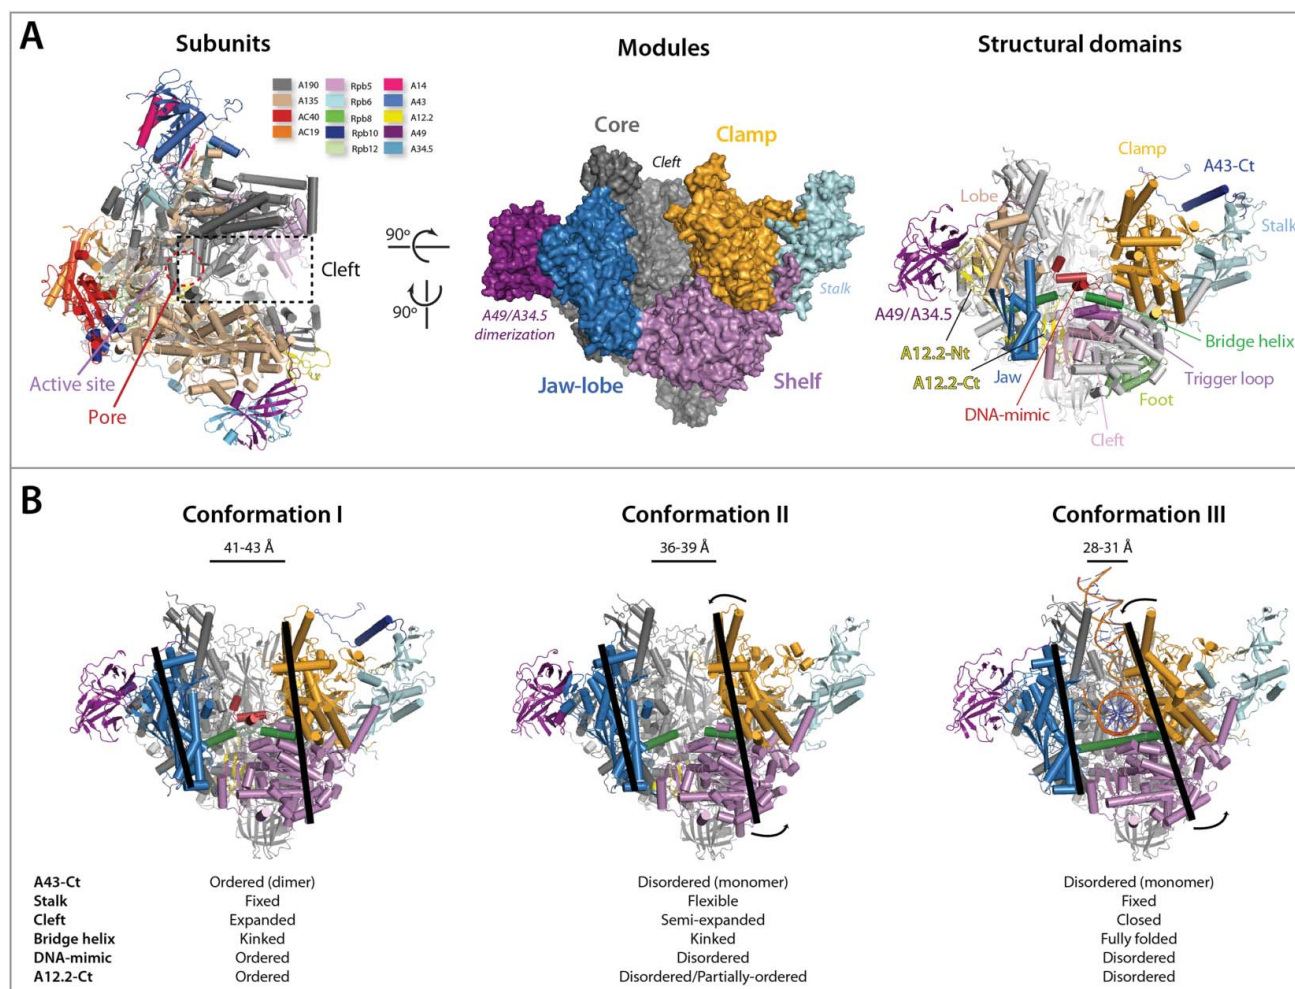 A
Subunits
A190
Rpb5
A14
A135
Rpb6
A43
AC40
Rpb8
A12.2
AC19
Rpb10
A49
Rpb12
A34.5
Cleft
Active site
Pore
90°
90°
Modules
Core
Cleft
Clamp
Stalk
A49/A34.5
dimerization
Jaw-lobe
Shelf
Structural domains
Clamp
A43-Ct
Lobe
Stalk
A49/A34.5
Bridge helix
A12.2-Nt
A12.2-Ct
Jaw
Trigger loop
DNA-mimic
Foot
Cleft
B
Conformation I
Conformation II
Conformation III
41-43 Å
36-39 Å
28-31 Å
A43-Ct Ordered (dimer) Disordered (monomer) Disordered (monomer)
Stalk Fixed Flexible Fixed
Cleft Expanded Semi-expanded Closed
Bridge helix Kinked Kinked Fully folded
DNA-mimic Ordered Disordered Disordered
A12.2-Ct Ordered Disordered/Partially-ordered Disordered